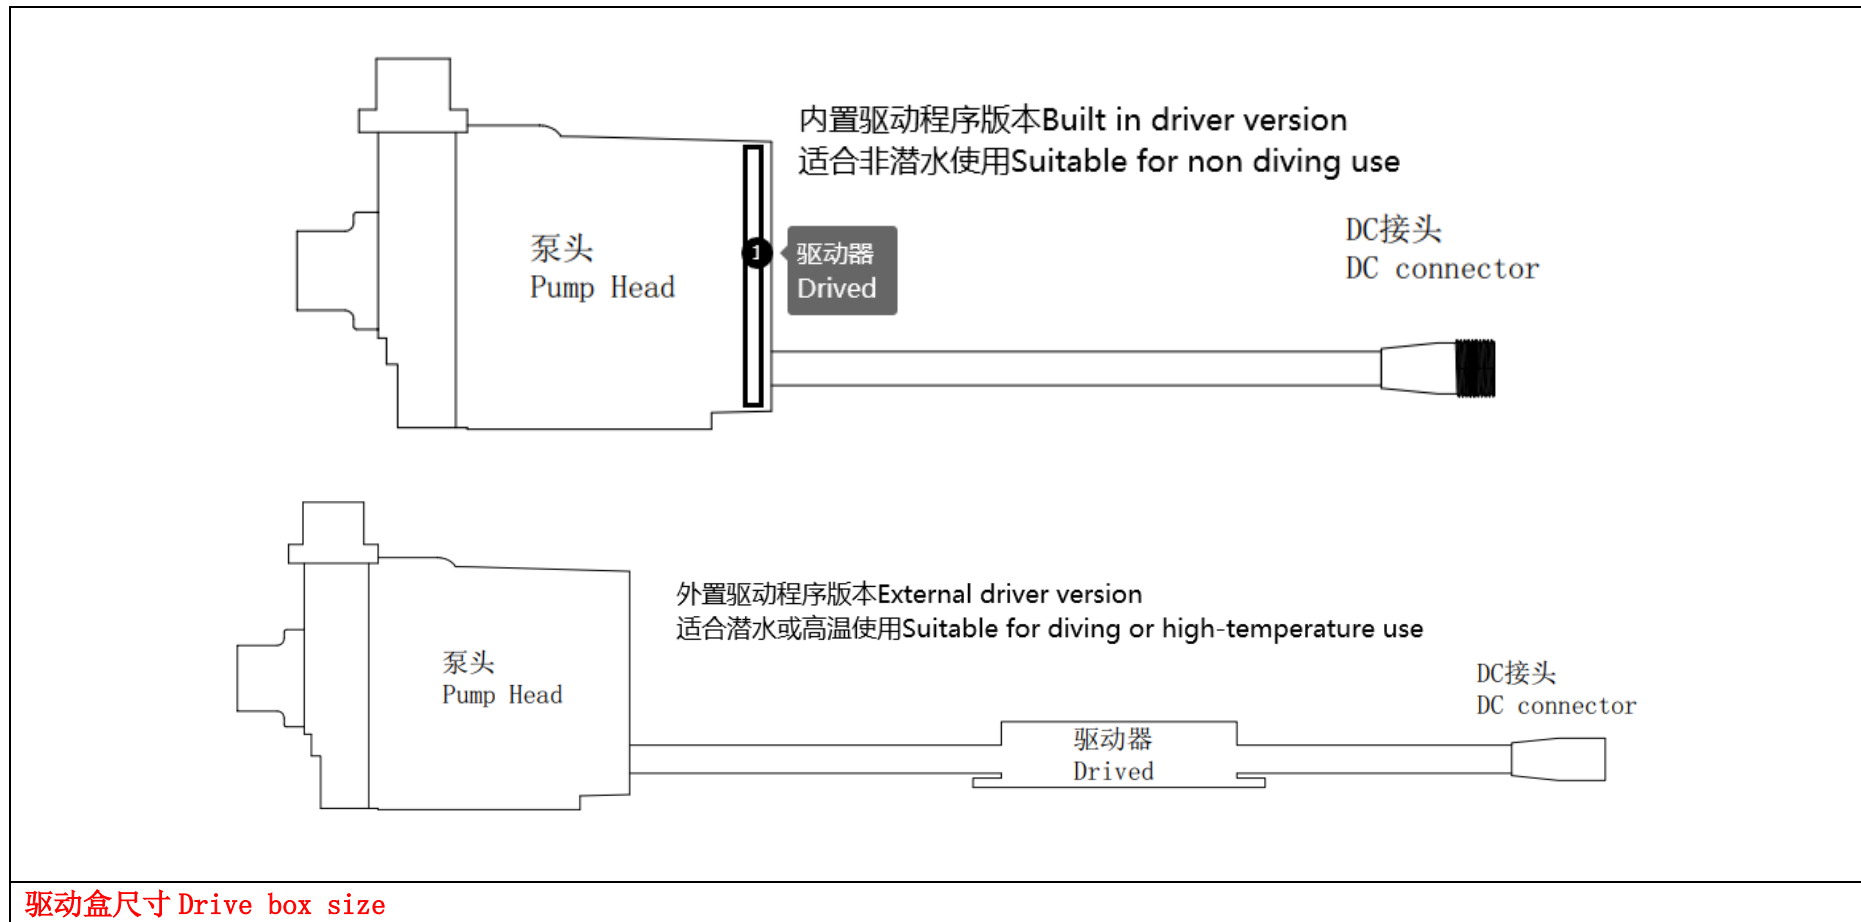 内置驱动程序版本Built in driver version
适合非潜水使用Suitable for non diving use
泵头
Pump Head
1
驱动器
Drived
DC接头
DC connector
外置驱动程序版本External driver version
适合潜水或高温使用Suitable for diving or high-temperature use
泵头
Pump Head
驱动器
Drived
DC接头
DC connector
驱动盒尺寸 Drive box size